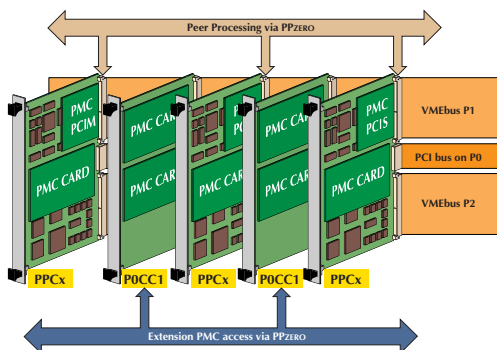 Peer Processing via PPZERO
PMC
PCIM
PMC CARD
PMC CARD
PMC CARD
PMC
PC
PMC CARD
PMC CARD
PMC CARD
PMC
PCIS
PMC CARD
VMEbus P1
PCI bus on P0
VMEbus P2
PPCx
P0CC1
PPCx
P0CC1
PPCx
Extension PMC access via PPZERO